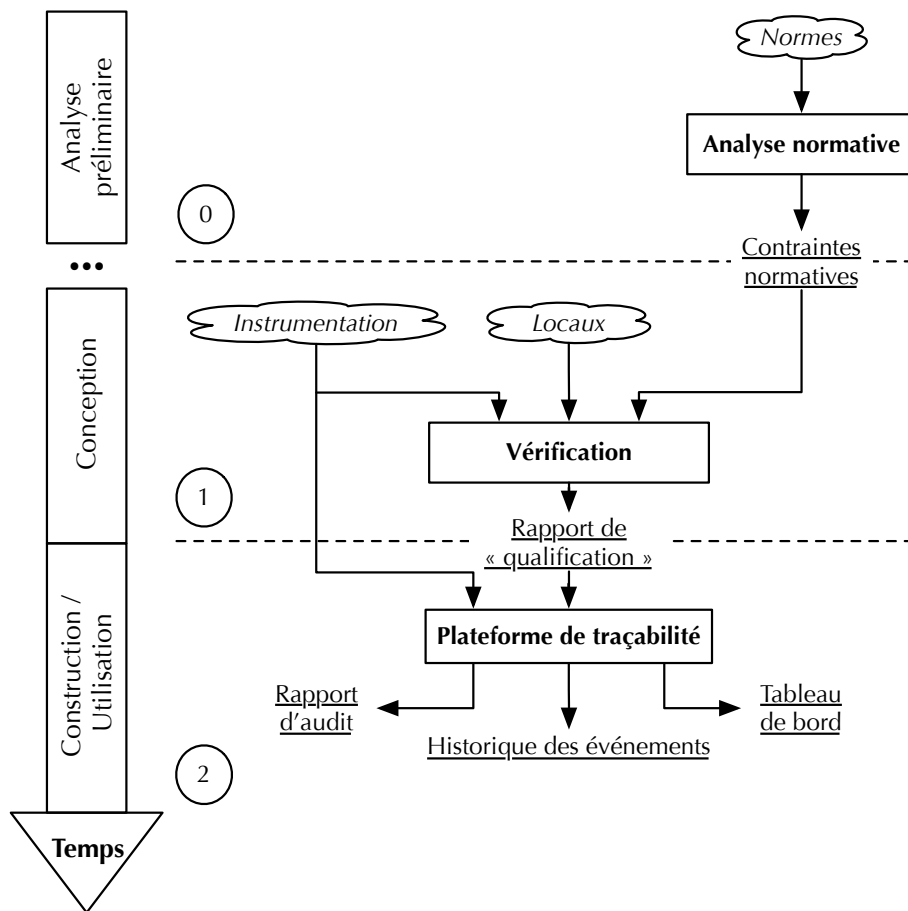 Analyse
préliminaire
Normes
Analyse normative
0
Contraintes
normatives
•••
Conception
Instrumentation
Locaux
Vérification
1
Rapport de
« qualification »
Construction /
Utilisation
Plateforme de traçabilité
Rapport
d’audit
Historique des événements
Tableau
de bord
2
Temps